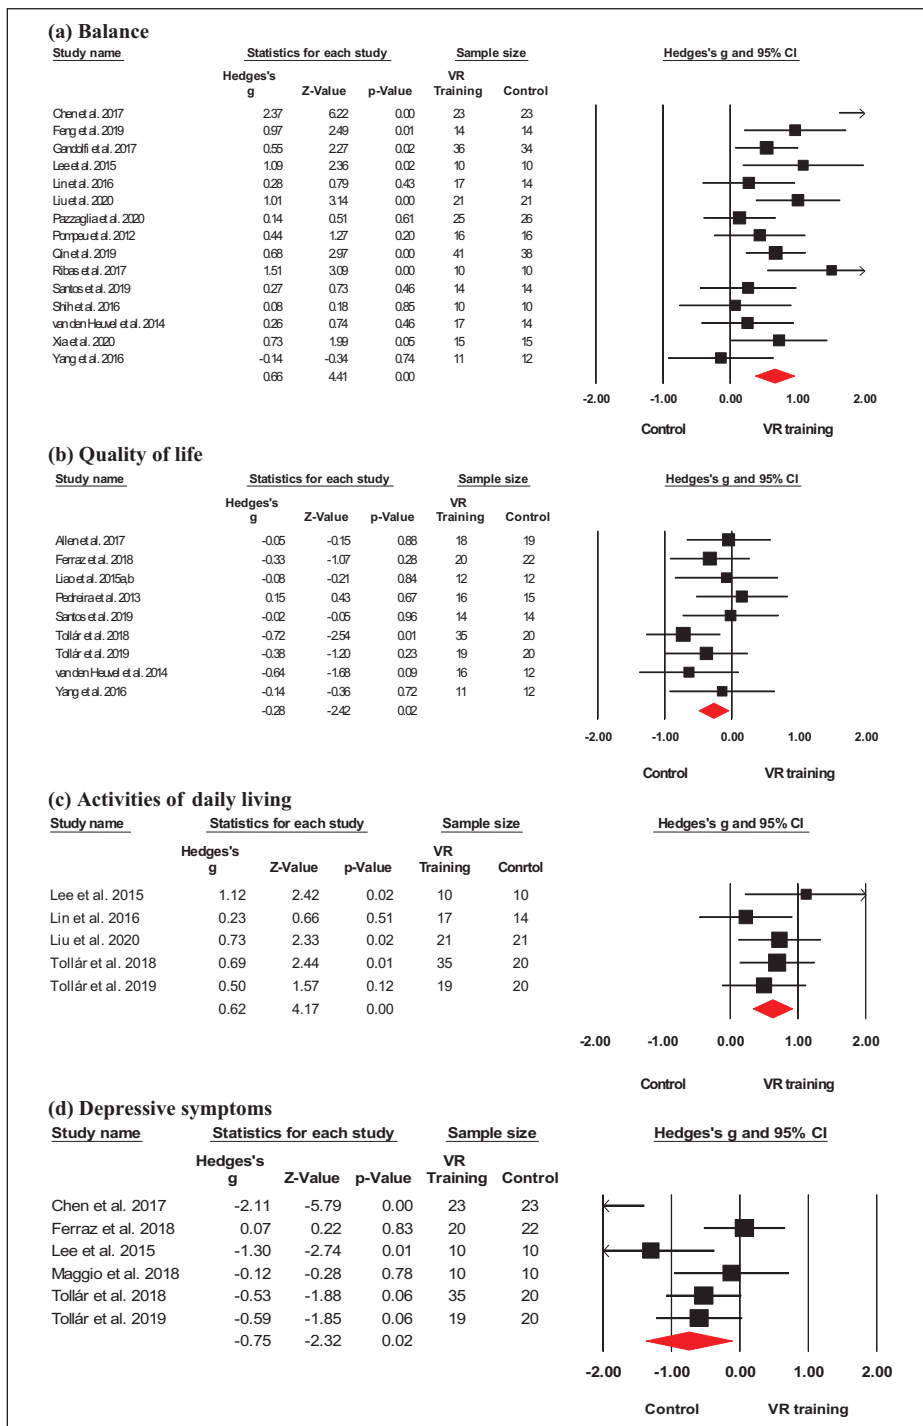 (a) Balance
Study name Statistics for each study Sample size Hedges's g and 95% CI
Hedges's VR
g Z-Value p-Value Training Control
Chen et al. 2017 2.37 6.22 0.00 23 23
Feng et al. 2019 0.97 2.49 0.01 14 14
Gandolfi et al. 2017 0.55 2.27 0.02 36 34
Lee et al. 2015 1.09 2.36 0.02 10 10
Lin et al. 2016 0.28 0.79 0.43 17 14
Liu et al. 2020 1.01 3.14 0.00 21 21
Pazzaglia et al. 2020 0.14 0.51 0.61 25 26
Pompeu et al. 2012 0.44 1.27 0.20 16 16
Qin et al. 2019 0.68 2.97 0.00 41 38
Ribas et al. 2017 1.51 3.09 0.00 10 10
Santos et al. 2019 0.27 0.73 0.46 14 14
Shih et al. 2016 0.08 0.18 0.85 10 10
van den Heuvel et al. 2014 0.26 0.74 0.46 17 14
Xia et al. 2020 0.73 1.99 0.05 15 15
Yang et al. 2016 -0.14 -0.34 0.74 11 12
0.66 4.41 0.00
-2.00 -1.00 0.00 1.00 2.00
Control VR training
(b) Quality of life
Study name Statistics for each study Sample size Hedges's g and 95% CI
Hedges's VR
g Z-Value p-Value Training Control
Allen et al. 2017 -0.05 -0.15 0.88 18 19
Ferraz et al. 2018 -0.33 -1.07 0.28 20 22
Liao et al. 2015a,b -0.08 -0.21 0.84 12 12
Pedreira et al. 2013 0.15 0.43 0.67 16 15
Santos et al. 2019 -0.02 -0.05 0.96 14 14
Tollár et al. 2018 -0.72 -2.54 0.01 35 20
Tollár et al. 2019 -0.38 -1.20 0.23 19 20
van den Heuvel et al. 2014 -0.64 -1.68 0.09 16 12
Yang et al. 2016 -0.14 -0.36 0.72 11 12
-0.28 -2.42 0.02
-2.00 -1.00 0.00 1.00 2.00
Control VR training
(c) Activities of daily living
Study name Statistics for each study Sample size Hedges's g and 95% CI
Hedges's VR
g Z-Value p-Value Training Conrtol
Lee et al. 2015 1.12 2.42 0.02 10 10
Lin et al. 2016 0.23 0.66 0.51 17 14
Liu et al. 2020 0.73 2.33 0.02 21 21
Tollár et al. 2018 0.69 2.44 0.01 35 20
Tollár et al. 2019 0.50 1.57 0.12 19 20
0.62 4.17 0.00
-2.00 -1.00 0.00 1.00 2.00
Control VR training
(d) Depressive symptoms
Study name Statistics for each study Sample size Hedges's g and 95% CI
Hedges's VR
g Z-Value p-Value Training Control
Chen et al. 2017 -2.11 -5.79 0.00 23 23
Ferraz et al. 2018 0.07 0.22 0.83 20 22
Lee et al. 2015 -1.30 -2.74 0.01 10 10
Maggio et al. 2018 -0.12 -0.28 0.78 10 10
Tollár et al. 2018 -0.53 -1.88 0.06 35 20
Tollár et al. 2019 -0.59 -1.85 0.06 19 20
-0.75 -2.32 0.02
-2.00 -1.00 0.00 1.00 2.00
Control VR training